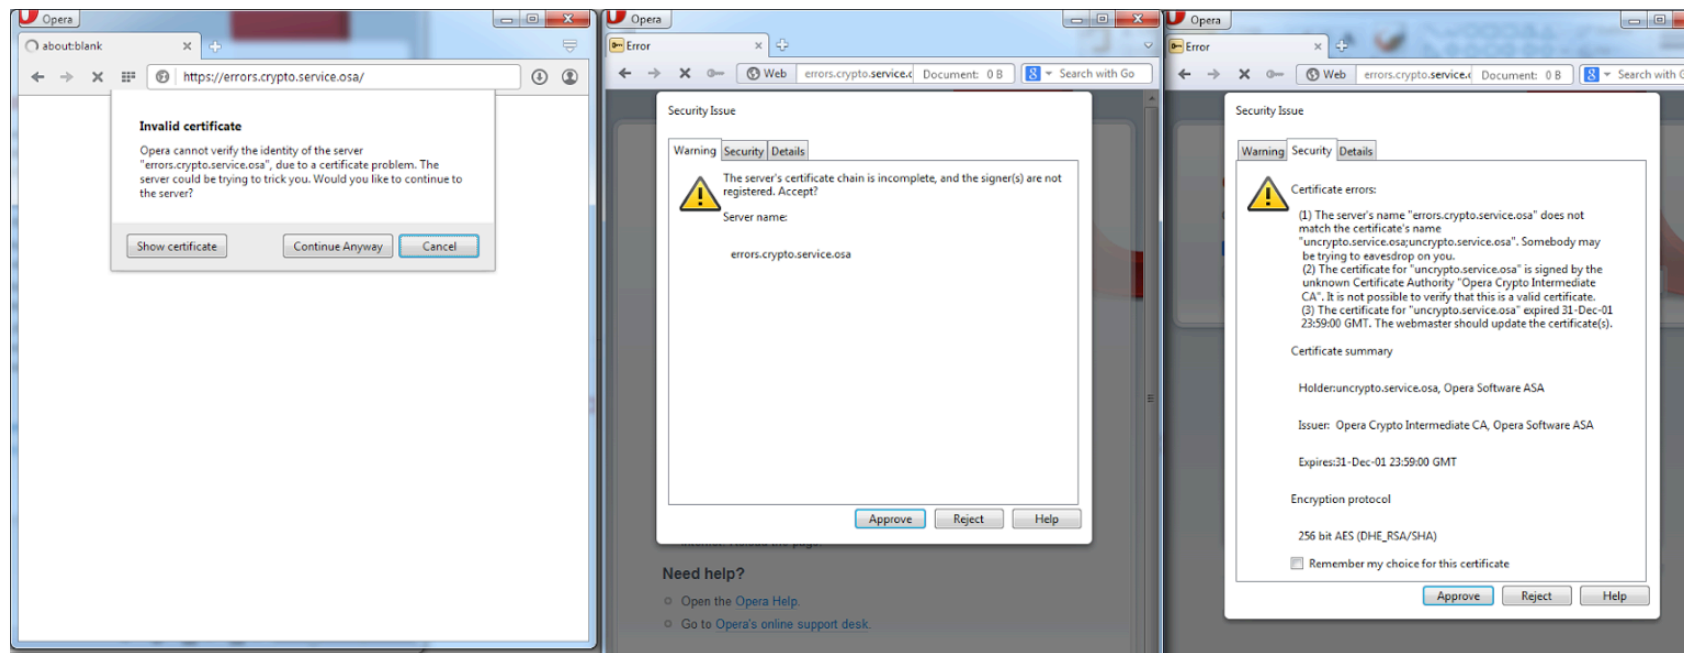 Opera
about:blank
https://errors.crypto.service.osa/
Invalid certificate
Opera cannot verify the identity of the server
"errors.crypto.service.osa", due to a certificate problem. The
server could be trying to trick you. Would you like to continue to
the server?
Show certificate
Continue Anyway
Cancel
Opera
Error
Web
errors.crypto.service.c
Document: 0 B
Search with Go
Security Issue
Warning
Security
Details
The server's certificate chain is incomplete, and the signer(s) are not
registered. Accept?
Server name:
errors.crypto.service.osa
Approve
Reject
Help
Need help?
Open the Opera Help.
Go to Opera's online support desk.
Opera
Error
Web
errors.crypto.service.
Document: 0 B
Search with
Security Issue
Warning
Security
Details
Certificate errors:
(1) The server's name "errors.crypto.service.osa" does not
match the certificate's name
"uncrypto.service.osa;uncrypto.service.osa". Somebody may
be trying to eavesdrop on you.
(2) The certificate for "uncrypto.service.osa" is signed by the
unknown Certificate Authority "Opera Crypto Intermediate
CA". It is not possible to verify that this is a valid certificate.
(3) The certificate for "uncrypto.service.osa" expired 31-Dec-01
23:59:00 GMT. The webmaster should update the certificate(s).
Certificate summary
Holder:uncrypto.service.osa, Opera Software ASA
Issuer: Opera Crypto Intermediate CA, Opera Software ASA
Expires:31-Dec-01 23:59:00 GMT
Encryption protocol
256 bit AES (DHE_RSA/SHA)
Remember my choice for this certificate
Approve
Reject
Help